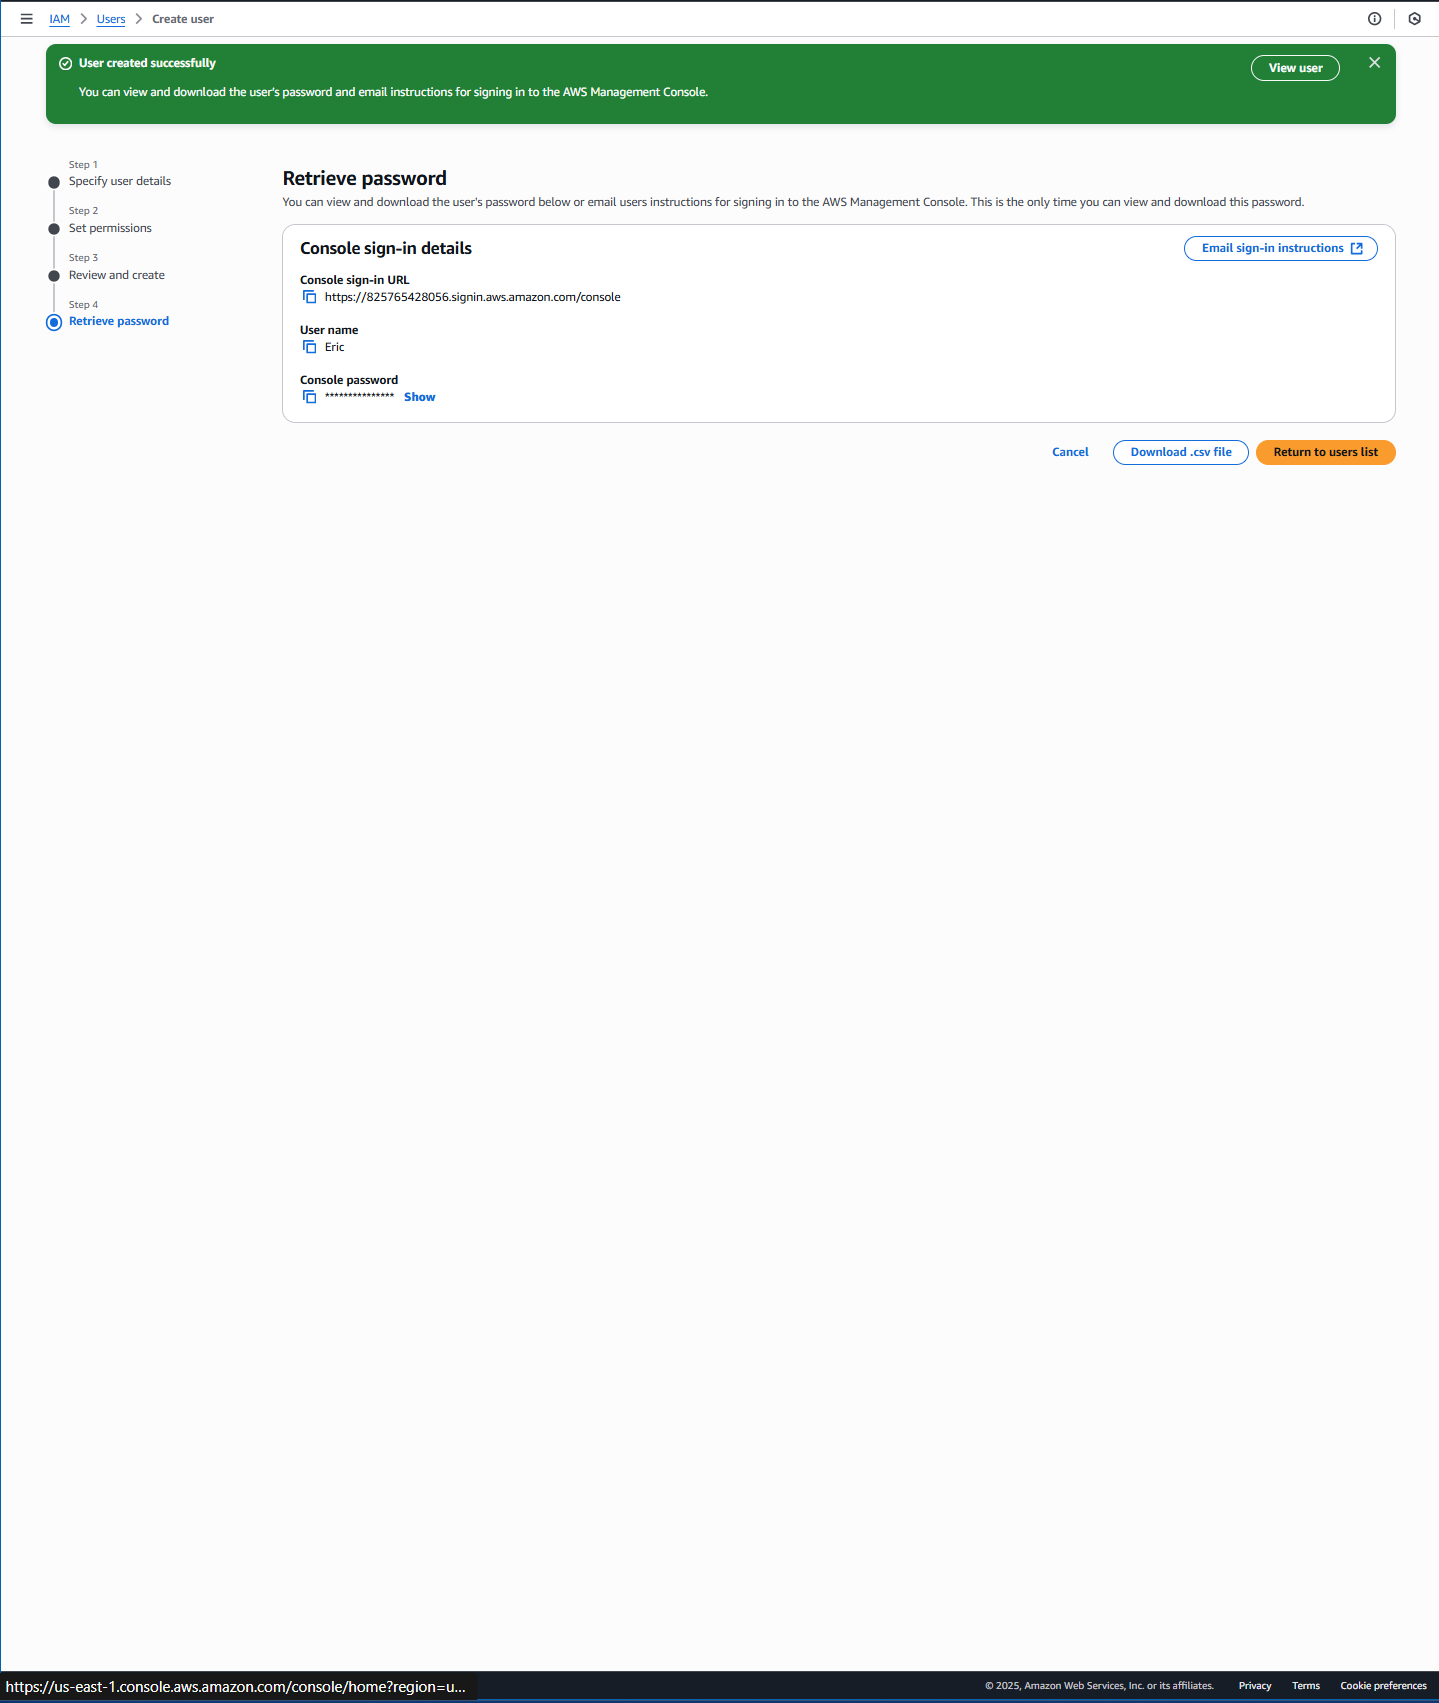 IAM > Users > Create user
User created successfully
View user
You can view and download the user's password and email instructions for signing in to the AWS Management Console.
Step 1
Specify user details
Step 2
Set permissions
Step 3
Review and create
Step 4
Retrieve password
Retrieve password
You can view and download the user's password below or email users instructions for signing in to the AWS Management Console. This is the only time you can view and download this password.
Console sign-in details
Email sign-in instructions
Console sign-in URL
https://825765428056.signin.aws.amazon.com/console
User name
Eric
Console password
*************** Show
Cancel
Download .csv file
Return to users list
https://us-east-1.console.aws.amazon.com/console/home?region=u...
© 2025, Amazon Web Services, Inc. or its affiliates.
Privacy
Terms
Cookie preferences